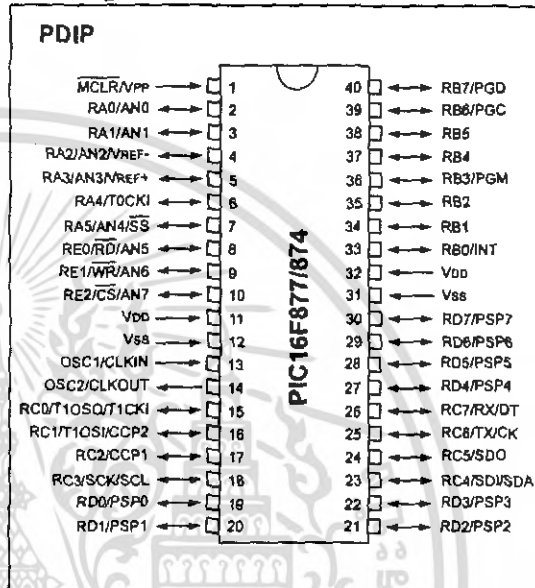 PDIP
MCLR/VPP 1 40 RB7/PGD
RA0/AN0 2 39 RB6/PGC
RA1/AN1 3 38 RB5
RA2/AN2/VREF- 4 37 RB4
RA3/AN3/VREF+ 5 36 RB3/PGM
RA4/T0CKI 6 35 RB2
RA5/AN4/SS 7 34 RB1
RE0/RD/AN5 8 33 RB0/INT
RE1/WR/AN6 9 32 VDD
RE2/CS/AN7 10 31 VSS
VDD 11 30 RD7/PSP7
VSS 12 29 RD6/PSP6
OSC1/CLKIN 13 28 RD5/PSP5
OSC2/CLKOUT 14 27 RD4/PSP4
RC0/T1OSO/T1CKI 15 26 RC7/RX/DT
RC1/T1OSI/CCP2 16 25 RC6/TX/CK
RC2/CCP1 17 24 RC5/SDO
RC3/SCK/SCL 18 23 RC4/SDI/SDA
RD0/PSP0 19 22 RD3/PSP3
RD1/PSP1 20 21 RD2/PSP2
PIC16F877/874